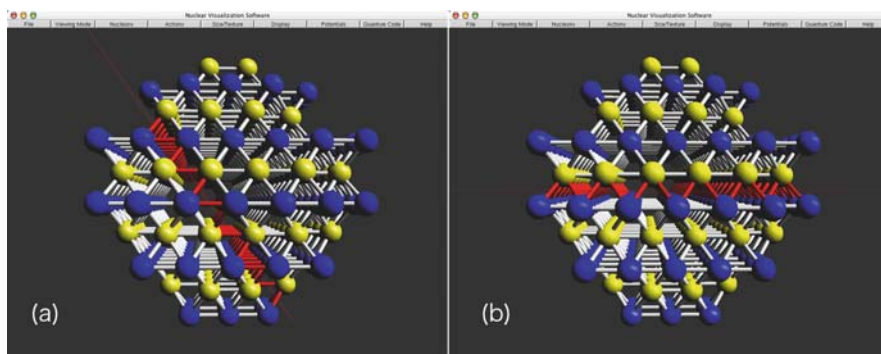 Nuclear Visualization Software
File Viewing Mode Nucleons Actions Size/Texture Display Potentials Quantum Code Help
(a)
Nuclear Visualization Software
File Viewing Mode Nucleons Actions Size/Texture Display Potentials Quantum Code Help
(b)